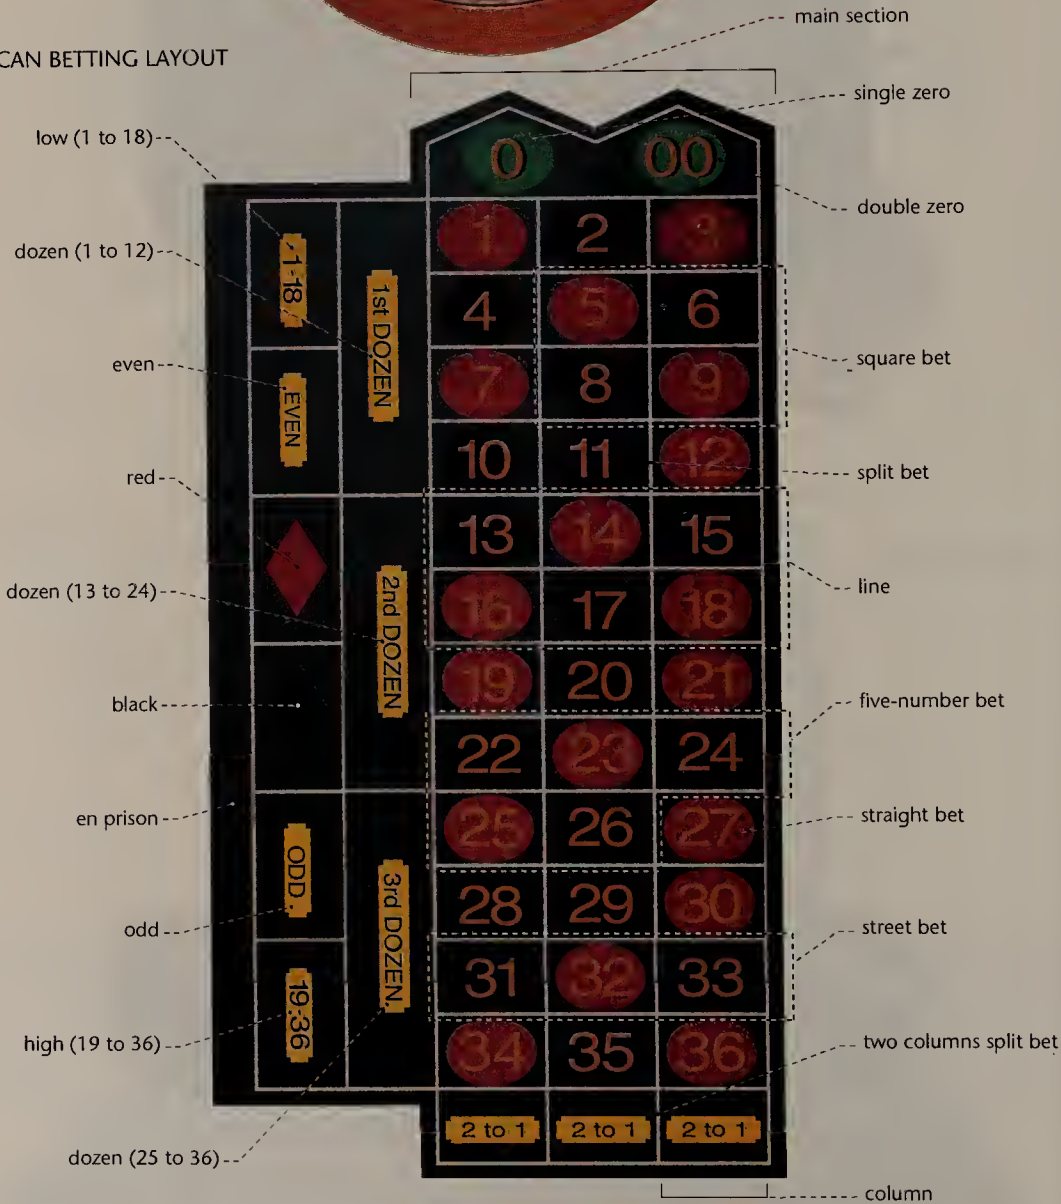 main section
CAN BETTING LAYOUT
single zero
low (1 to 18)
0 00
double zero
1 2 3
dozen (1 to 12)
1-18
1st DOZEN
4 5 6
square bet
even
EVEN
7 8 9
10 11 12
split bet
red
13 14 15
dozen (13 to 24)
2nd DOZEN
16 17 18
line
19 20 21
black
five-number bet
22 23 24
en prison
25 26 27
straight bet
ODD
3rd DOZEN
28 29 30
odd
street bet
31 32 33
19-36
high (19 to 36)
34 35 36
two columns split bet
2 to 1 2 to 1 2 to 1
dozen (25 to 36)
column